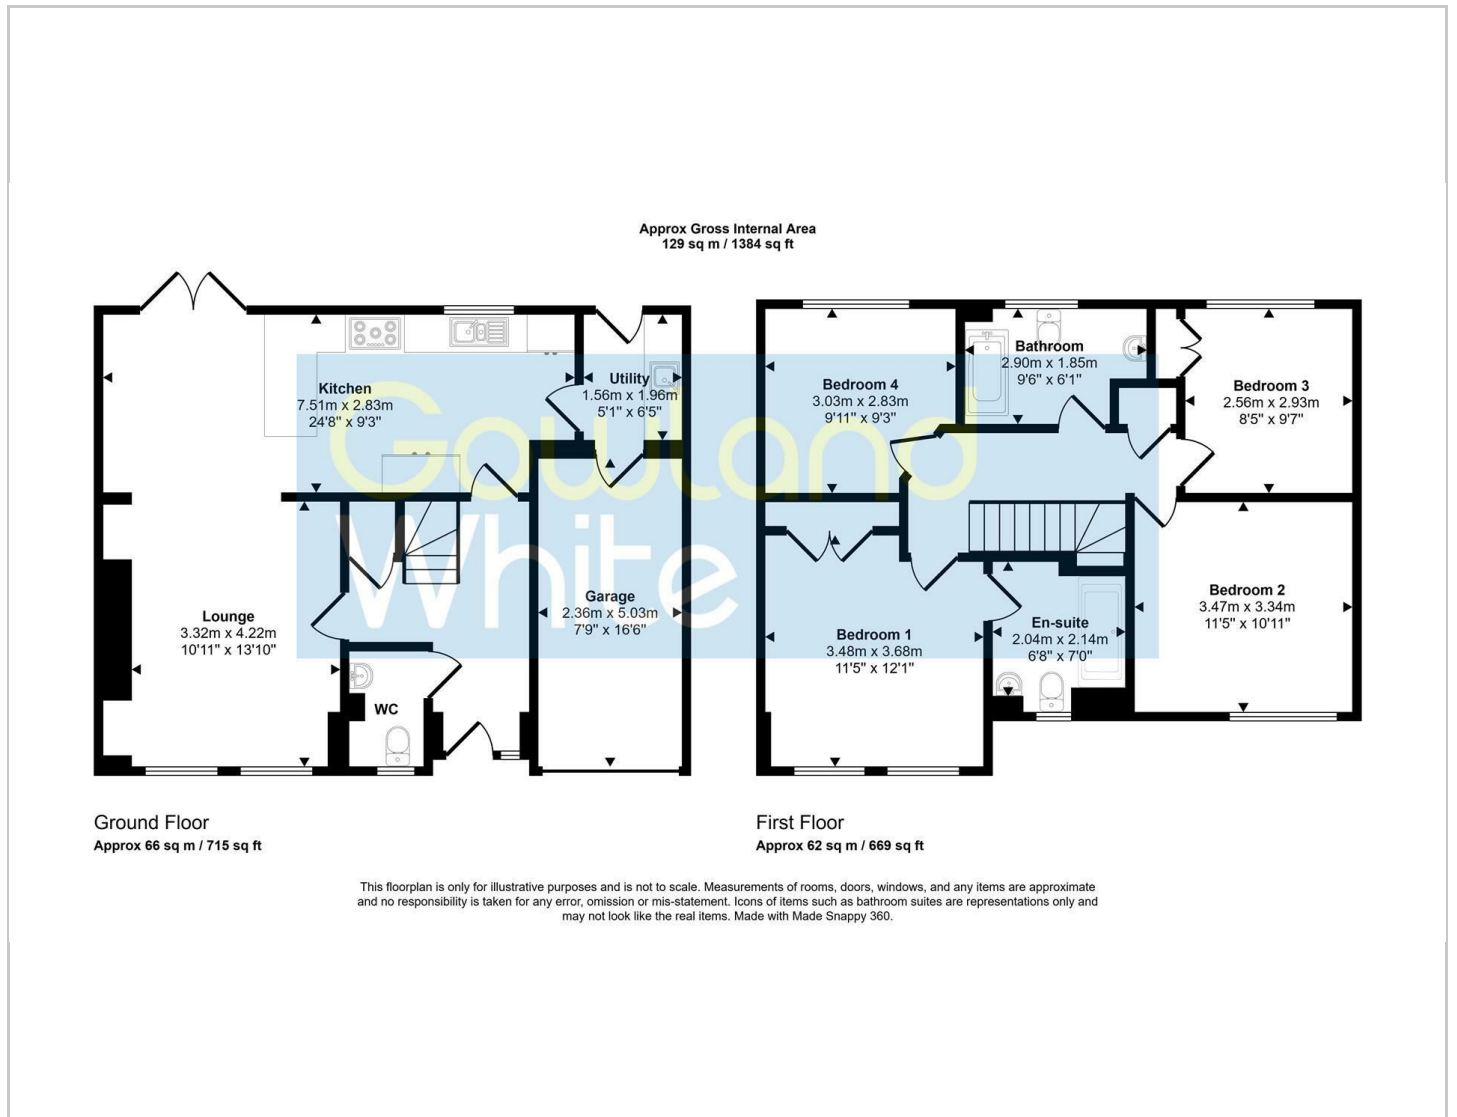 Approx Gross Internal Area
129 sq m / 1384 sq ft
Kitchen
7.51m x 2.83m
24'8" x 9'3"
Utility
1.56m x 1.96m
5'1" x 6'5"
Lounge
3.32m x 4.22m
10'11" x 13'10"
WC
Garage
2.36m x 5.03m
7'9" x 16'6"
Bedroom 4
3.03m x 2.83m
9'11" x 9'3"
Bathroom
2.90m x 1.85m
9'6" x 6'1"
Bedroom 3
2.56m x 2.93m
8'5" x 9'7"
Bedroom 1
3.48m x 3.68m
11'5" x 12'1"
En-suite
2.04m x 2.14m
6'8" x 7'0"
Bedroom 2
3.47m x 3.34m
11'5" x 10'11"
Gowland
White
Ground Floor
Approx 66 sq m / 715 sq ft
First Floor
Approx 62 sq m / 669 sq ft
This floorplan is only for illustrative purposes and is not to scale. Measurements of rooms, doors, windows, and any items are approximate
and no responsibility is taken for any error, omission or mis-statement. Icons of items such as bathroom suites are representations only and
may not look like the real items. Made with Made Snappy 360.